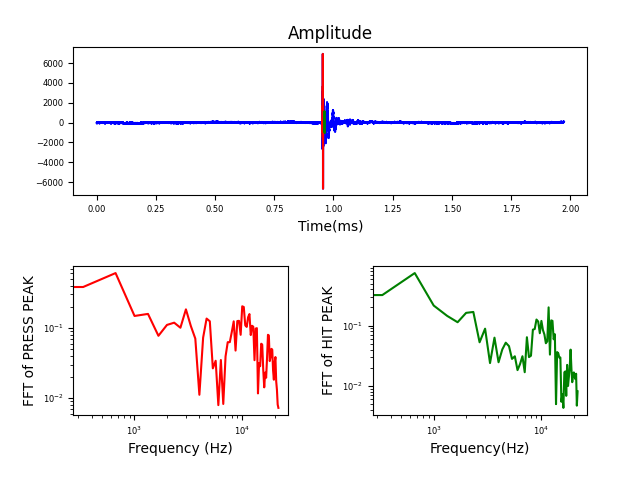 Amplitude
6000
4000
2000
0
−2000
−4000
−6000
0.00 0.25 0.50 0.75 1.00 1.25 1.50 1.75 2.00
Time(ms)
FFT of PRESS PEAK
10⁻¹
10⁻²
10³ 10⁴
Frequency (Hz)
FFT of HIT PEAK
10⁻¹
10⁻²
10³ 10⁴
Frequency(Hz)